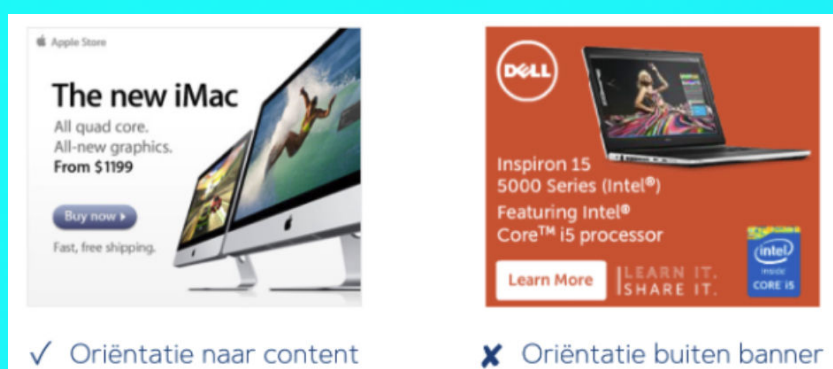 Apple Store
The new iMac
All quad core.
All-new graphics.
From $1199
Buy now
Fast, free shipping.
✓ Oriëntatie naar content
DELL
Inspiron 15
5000 Series (Intel®)
Featuring Intel®
Core™ i5 processor
Learn More
LEARN IT.
SHARE IT.
intel
inside
CORE i5
✘ Oriëntatie buiten banner